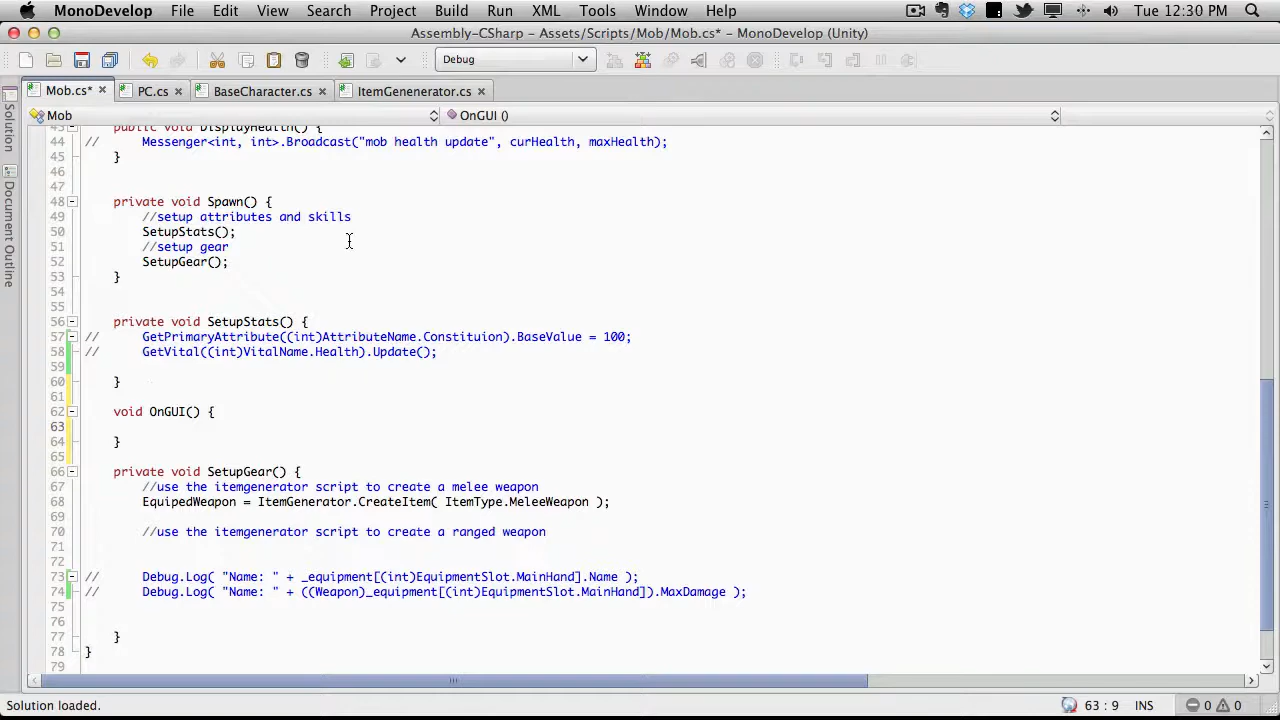 MonoDevelop File Edit View Search Project Build Run XML Tools Window Help Tue 12:30 PM
Assembly-CSharp - Assets/Scripts/Mob/Mob.cs* - MonoDevelop (Unity)
Debug
Mob.cs* PC.cs BaseCharacter.cs ItemGenenerator.cs
Solution
Document Outline
Mob OnGUI ()
43 public void DisplayHealth() {
44 // Messenger<int, int>.Broadcast("mob health update", curHealth, maxHealth);
45 }
46
47
48 private void Spawn() {
49 //setup attributes and skills
50 SetupStats();
51 //setup gear
52 SetupGear();
53 }
54
55
56 private void SetupStats() {
57 // GetPrimaryAttribute((int)AttributeName.Constituion).BaseValue = 100;
58 // GetVital((int)VitalName.Health).Update();
59
60 }
61
62 void OnGUI() {
63
64 }
65
66 private void SetupGear() {
67 //use the itemgenerator script to create a melee weapon
68 EquipedWeapon = ItemGenerator.CreateItem( ItemType.MeleeWeapon );
69
70 //use the itemgenerator script to create a ranged weapon
71
72
73 // Debug.Log( "Name: " + _equipment[(int)EquipmentSlot.MainHand].Name );
74 // Debug.Log( "Name: " + ((Weapon)_equipment[(int)EquipmentSlot.MainHand]).MaxDamage );
75
76
77 }
78 }
79
Solution loaded. 63 : 9 INS 0 0